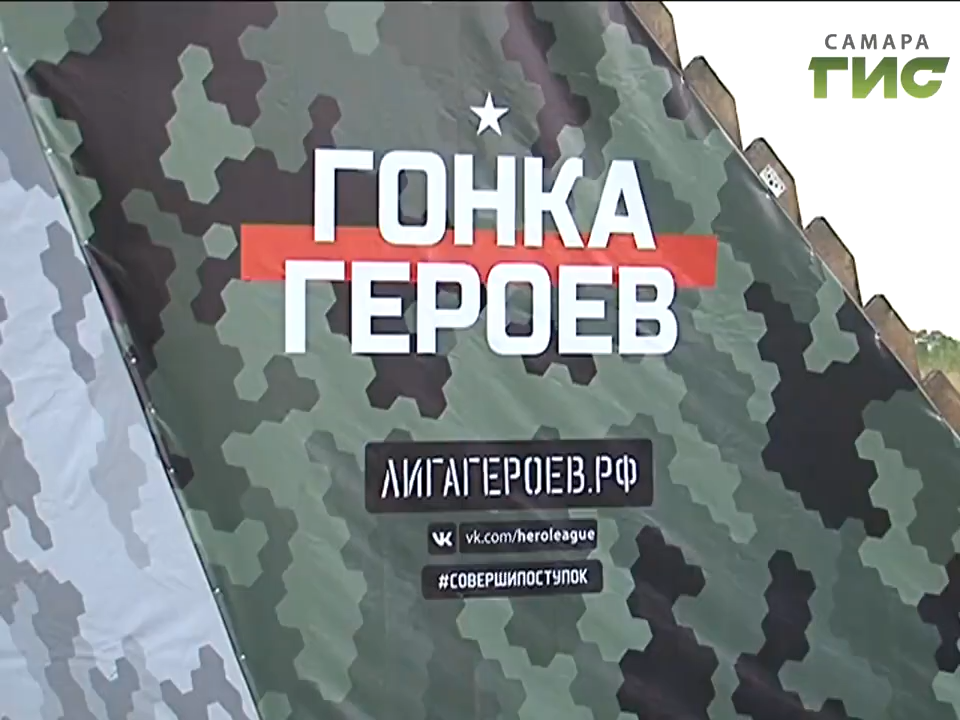 САМАРА
ГИС
ГОНКА
ГЕРОЕВ
ЛИГАГЕРОЕВ.РФ
vk.com/heroleague
#СОВЕРШИПОСТУПОК